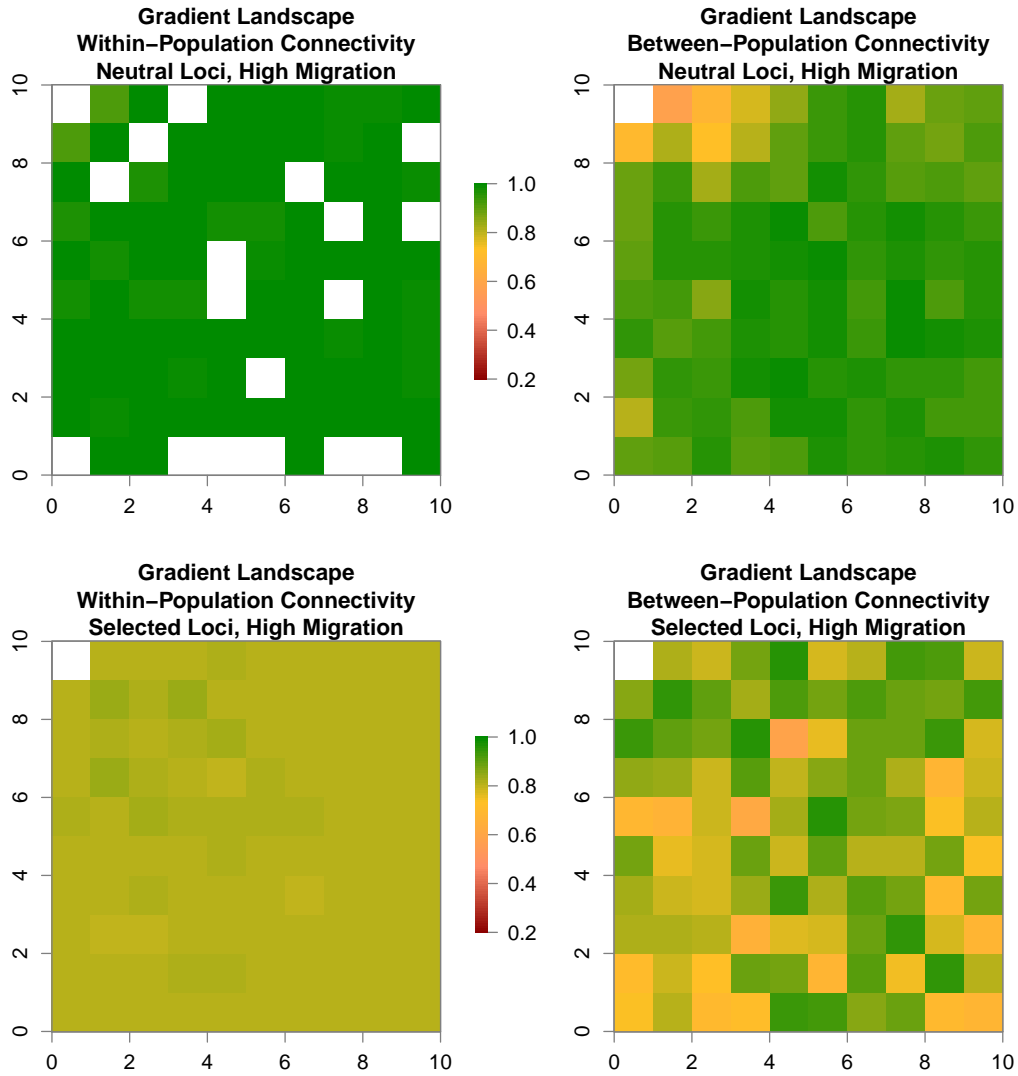 Gradient Landscape
Within−Population Connectivity
Neutral Loci, High Migration
10
8
6
4
2
0
0 2 4 6 8 10
1.0
0.8
0.6
0.4
0.2
Gradient Landscape
Between−Population Connectivity
Neutral Loci, High Migration
10
8
6
4
2
0
0 2 4 6 8 10
Gradient Landscape
Within−Population Connectivity
Selected Loci, High Migration
10
8
6
4
2
0
0 2 4 6 8 10
1.0
0.8
0.6
0.4
0.2
Gradient Landscape
Between−Population Connectivity
Selected Loci, High Migration
10
8
6
4
2
0
0 2 4 6 8 10